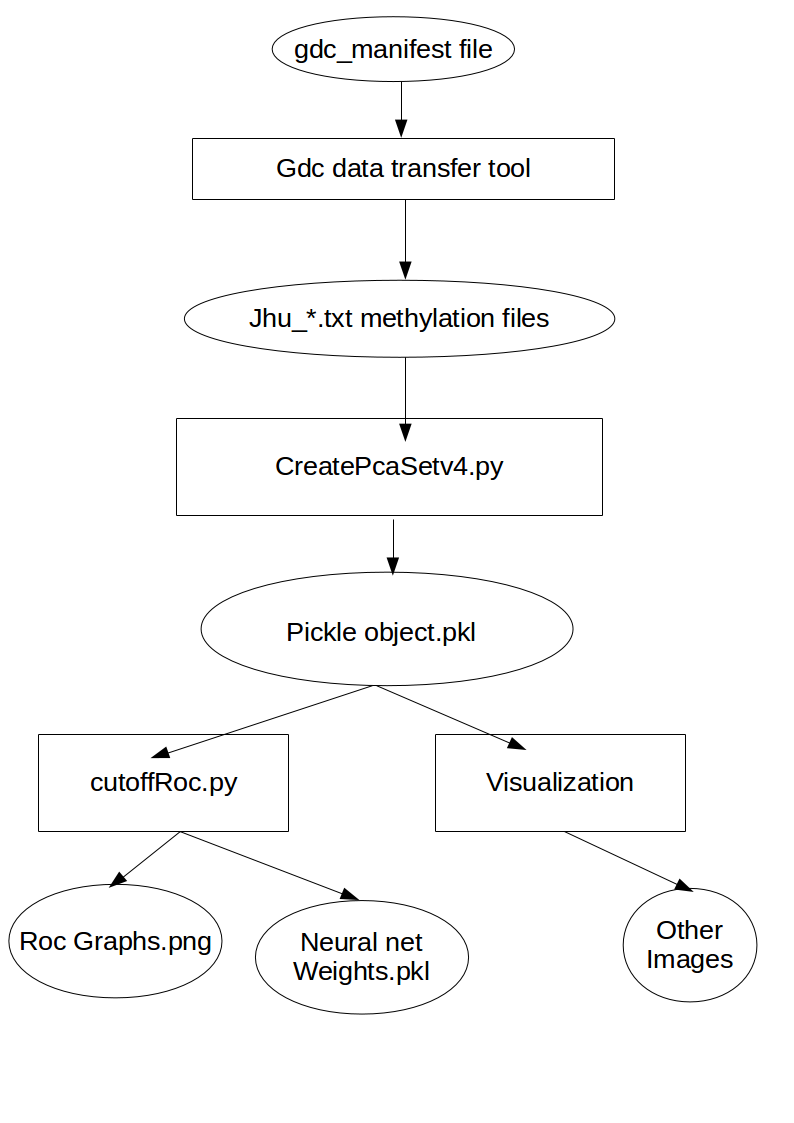 gdc_manifest file
Gdc data transfer tool
Jhu_*.txt methylation files
CreatePcaSetv4.py
Pickle object.pkl
cutoffRoc.py
Visualization
Roc Graphs.png
Neural net
Weights.pkl
Other
Images